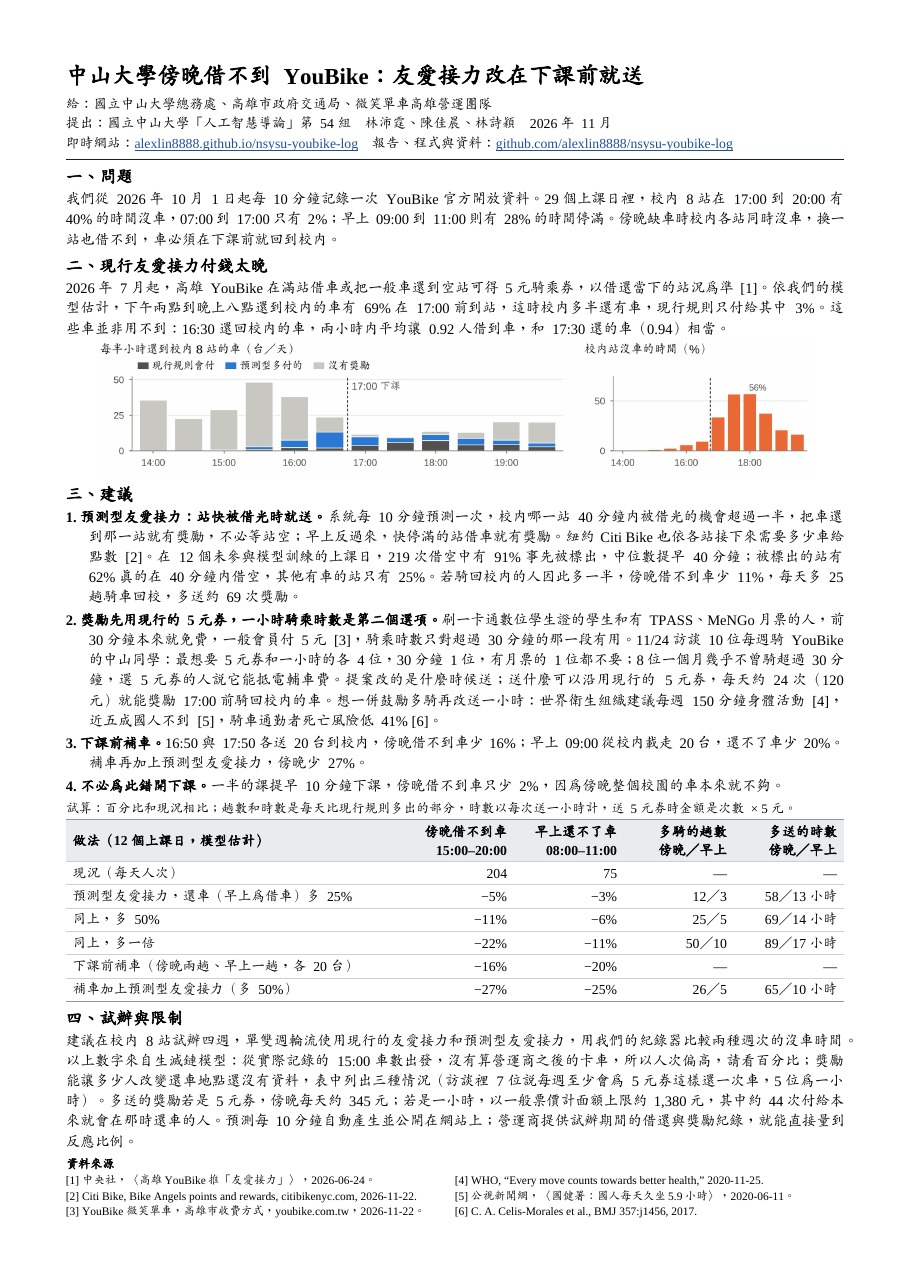 中山大學傍晚借不到 YouBike：友愛接力改在下課前就送
給：國立中山大學總務處、高雄市政府交通局、微笑單車高雄營運團隊
提出：國立中山大學「人工智慧導論」第 54 組　林沛霆、陳佳晨、林詩穎　2026 年 11 月
即時網站：alexlin8888.github.io/nsysu-youbike-log　報告、程式與資料：github.com/alexlin8888/nsysu-youbike-log
一、問題
我們從 2026 年 10 月 1 日起每 10 分鐘記錄一次 YouBike 官方開放資料。29 個上課日裡，校內 8 站在 17:00 到 20:00 有
40% 的時間沒車，07:00 到 17:00 只有 2%；早上 09:00 到 11:00 則有 28% 的時間停滿。傍晚缺車時校內各站同時沒車，換一
站也借不到，車必須在下課前就回到校內。
二、現行友愛接力付錢太晚
2026 年 7 月起，高雄 YouBike 在滿站借車或把一般車還到空站可得 5 元騎乘券，以借還當下的站況為準 [1]。依我們的模
型估計，下午兩點到晚上八點還到校內的車有 69% 在 17:00 前到站，這時校內多半還有車，現行規則只付給其中 3%。這
些車並非用不到：16:30 還回校內的車，兩小時內平均讓 0.92 人借到車，和 17:30 還的車（0.94）相當。
每半小時還到校內 8 站的車（台／天）
現行規則會付　預測型多付的　沒有獎勵
50
25
0
17:00 下課
14:00 15:00 16:00 17:00 18:00 19:00
校內站沒車的時間（%）
56%
50
0
14:00 16:00 18:00
三、建議
1. 預測型友愛接力：站快被借光時就送。系統每 10 分鐘預測一次，校內哪一站 40 分鐘內被借光的機會超過一半，把車還
到那一站就有獎勵，不必等站空；早上反過來，快停滿的站借車就有獎勵。紐約 Citi Bike 也依各站接下來需要多少車給
點數 [2]。在 12 個未參與模型訓練的上課日，219 次借空中有 91% 事先被標出，中位數提早 40 分鐘；被標出的站有
62% 真的在 40 分鐘內借空，其他有車的站只有 25%。若騎回校內的人因此多一半，傍晚借不到車少 11%，每天多 25
趟騎車回校，多送約 69 次獎勵。
2. 獎勵先用現行的 5 元券，一小時騎乘時數是第二個選項。刷一卡通數位學生證的學生和有 TPASS、MeNGo 月票的人，前
30 分鐘本來就免費，一般會員付 5 元 [3]，騎乘時數只對超過 30 分鐘的那一段有用。11/24 訪談 10 位每週騎 YouBike
的中山同學：最想要 5 元券和一小時的各 4 位，30 分鐘 1 位，有月票的 1 位都不要；8 位一個月幾乎不曾騎超過 30 分
鐘，選 5 元券的人說它能抵電輔車費。提案改的是什麼時候送；送什麼可以沿用現行的 5 元券，每天約 24 次（120
元）就能獎勵 17:00 前騎回校內的車。想一併鼓勵多騎再改送一小時：世界衛生組織建議每週 150 分鐘身體活動 [4]，
近五成國人不到 [5]，騎車通勤者死亡風險低 41% [6]。
3. 下課前補車。16:50 與 17:50 各送 20 台到校內，傍晚借不到車少 16%；早上 09:00 從校內載走 20 台，還不了車少 20%。
補車再加上預測型友愛接力，傍晚少 27%。
4. 不必為此錯開下課。一半的課提早 10 分鐘下課，傍晚借不到車只少 2%，因為傍晚整個校園的車本來就不夠。
試算：百分比和現況相比；趟數和時數是每天比現行規則多出的部分，時數以每次送一小時計，送 5 元券時金額是次數 ×5 元。
做法（12 個上課日，模型估計）　傍晚借不到車 15:00–20:00　早上還不了車 08:00–11:00　多騎的趟數 傍晚／早上　多送的時數 傍晚／早上
現況（每天人次）　204　75　—　—
預測型友愛接力，還車（早上為借車）多 25%　−5%　−3%　12／3　58／13 小時
同上，多 50%　−11%　−6%　25／5　69／14 小時
同上，多一倍　−22%　−11%　50／10　89／17 小時
下課前補車（傍晚兩趟、早上一趟，各 20 台）　−16%　−20%　—　—
補車加上預測型友愛接力（多 50%）　−27%　−25%　26／5　65／10 小時
四、試辦與限制
建議在校內 8 站試辦四週，單雙週輪流使用現行的友愛接力和預測型友愛接力，用我們的紀錄器比較兩種週次的沒車時間。
以上數字來自生滅鏈模型：從實際記錄的 15:00 車數出發，沒有算營運商之後的卡車，所以人次偏高，請看百分比；獎勵
能讓多少人改變還車地點還沒有資料，表中列出三種情況（訪談裡 7 位說每週至少會為 5 元券這樣還一次車，5 位為一小
時）。多送的獎勵若是 5 元券，傍晚每天約 345 元；若是一小時，以一般票價計面額上限約 1,380 元，其中約 44 次付給本
來就會在那時還車的人。預測每 10 分鐘自動產生並公開在網站上；營運商提供試辦期間的借還與獎勵紀錄，就能直接量到
反應比例。
資料來源
[1] 中央社，〈高雄 YouBike 推「友愛接力」〉，2026-06-24。
[2] Citi Bike, Bike Angels points and rewards, citibikenyc.com, 2026-11-22.
[3] YouBike 微笑單車，高雄市收費方式，youbike.com.tw，2026-11-22。
[4] WHO, “Every move counts towards better health,” 2020-11-25.
[5] 公視新聞網，〈國健署：國人每天久坐 5.9 小時〉，2020-06-11。
[6] C. A. Celis-Morales et al., BMJ 357:j1456, 2017.